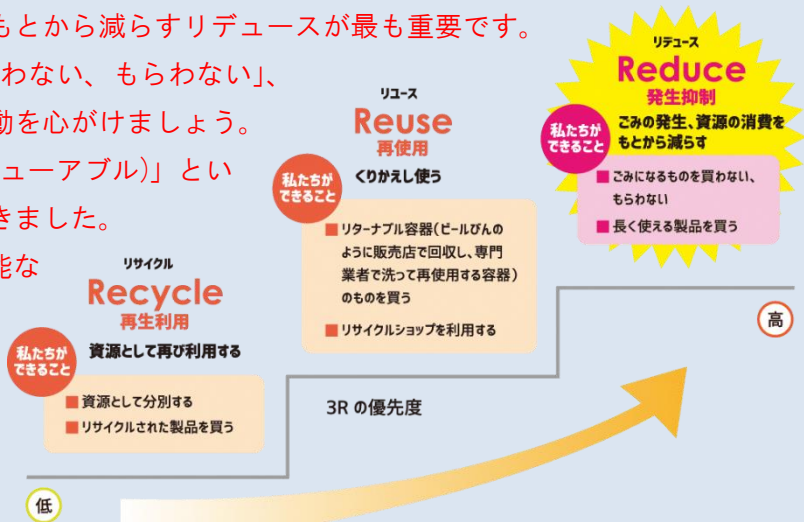 もとから減らすリデュースが最も重要です。
わない、もらわない」、
動を心がけましょう。
ューアブル)」とい
きました。
能な
リサイクル
Recycle
再生利用
私たちが
できること
資源として再び利用する
■ 資源として分別する
■ リサイクルされた製品を買う
リユース
Reuse
再使用
私たちが
できること
くりかえし使う
■ リターナブル容器(ビールびんの
ように販売店で回収し、専門
業者で洗って再使用する容器)
のものを買う
■ リサイクルショップを利用する
リデュース
Reduce
発生抑制
私たちが
できること
ごみの発生、資源の消費を
もとから減らす
■ ごみになるものを買わない、
もらわない
■ 長く使える製品を買う
3R の優先度
低
高